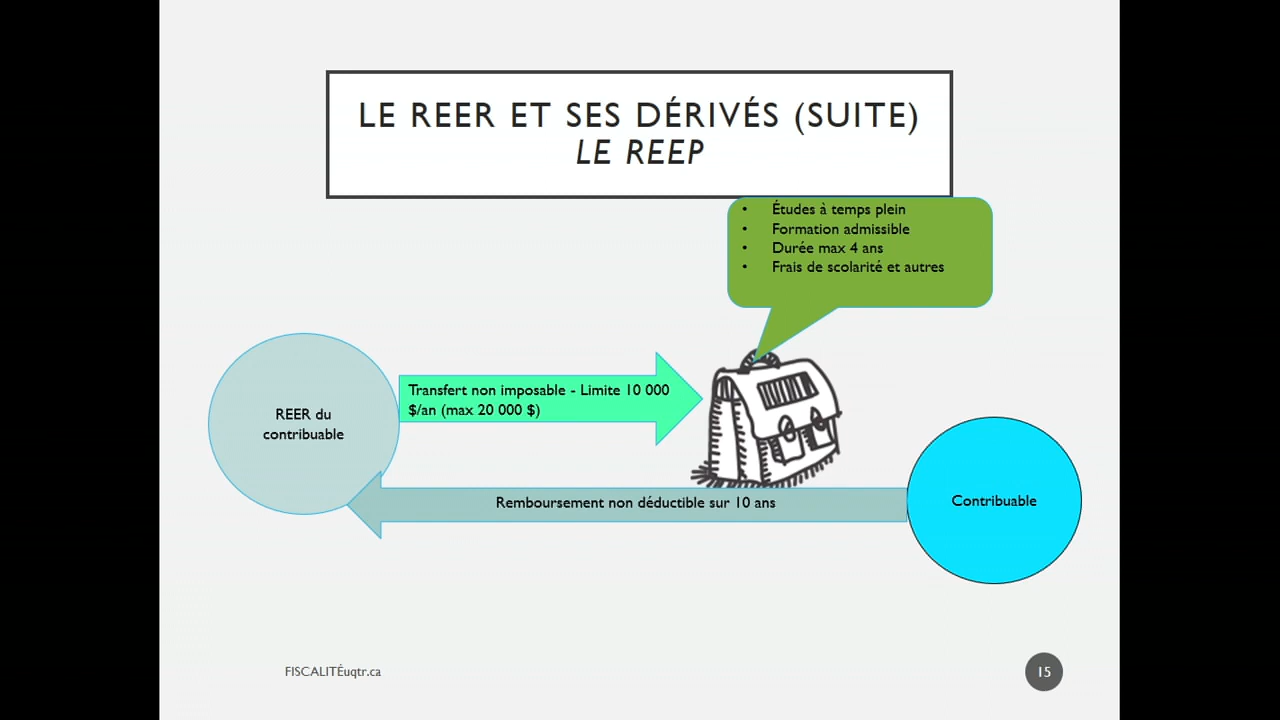 LE REER ET SES DÉRIVÉS (SUITE)
LE REEP
• Études à temps plein
• Formation admissible
• Durée max 4 ans
• Frais de scolarité et autres
REER du
contribuable
Transfert non imposable - Limite 10 000
$/an (max 20 000 $)
Remboursement non déductible sur 10 ans
Contribuable
FISCALITÉuqtr.ca
15